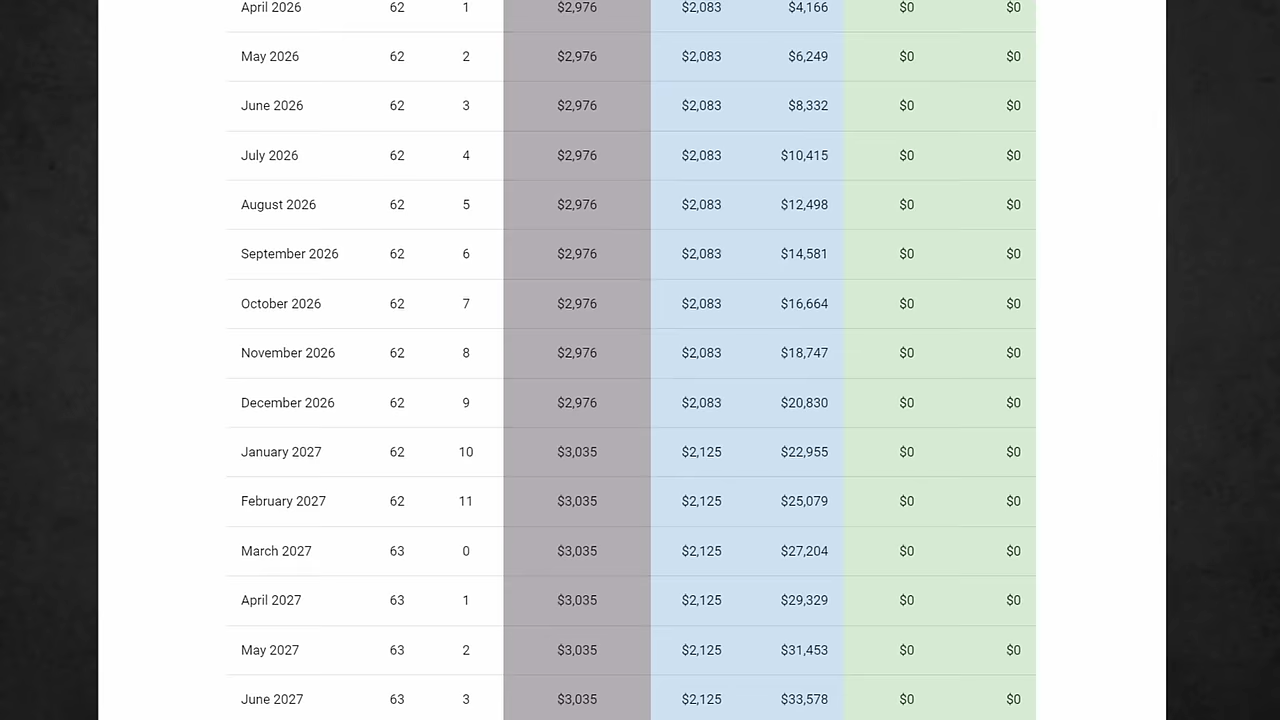 April 2026 62 1 $2,976 $2,083 $4,166 $0 $0
May 2026 62 2 $2,976 $2,083 $6,249 $0 $0
June 2026 62 3 $2,976 $2,083 $8,332 $0 $0
July 2026 62 4 $2,976 $2,083 $10,415 $0 $0
August 2026 62 5 $2,976 $2,083 $12,498 $0 $0
September 2026 62 6 $2,976 $2,083 $14,581 $0 $0
October 2026 62 7 $2,976 $2,083 $16,664 $0 $0
November 2026 62 8 $2,976 $2,083 $18,747 $0 $0
December 2026 62 9 $2,976 $2,083 $20,830 $0 $0
January 2027 62 10 $3,035 $2,125 $22,955 $0 $0
February 2027 62 11 $3,035 $2,125 $25,079 $0 $0
March 2027 63 0 $3,035 $2,125 $27,204 $0 $0
April 2027 63 1 $3,035 $2,125 $29,329 $0 $0
May 2027 63 2 $3,035 $2,125 $31,453 $0 $0
June 2027 63 3 $3,035 $2,125 $33,578 $0 $0